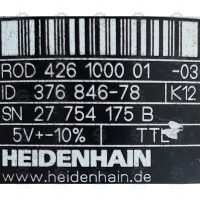 ROD 426 1000 01 -03
ID 376 846-78 K12
SN 27 754 175 B
5V+-10% TTL
HEIDENHAIN
www.heidenhain.de